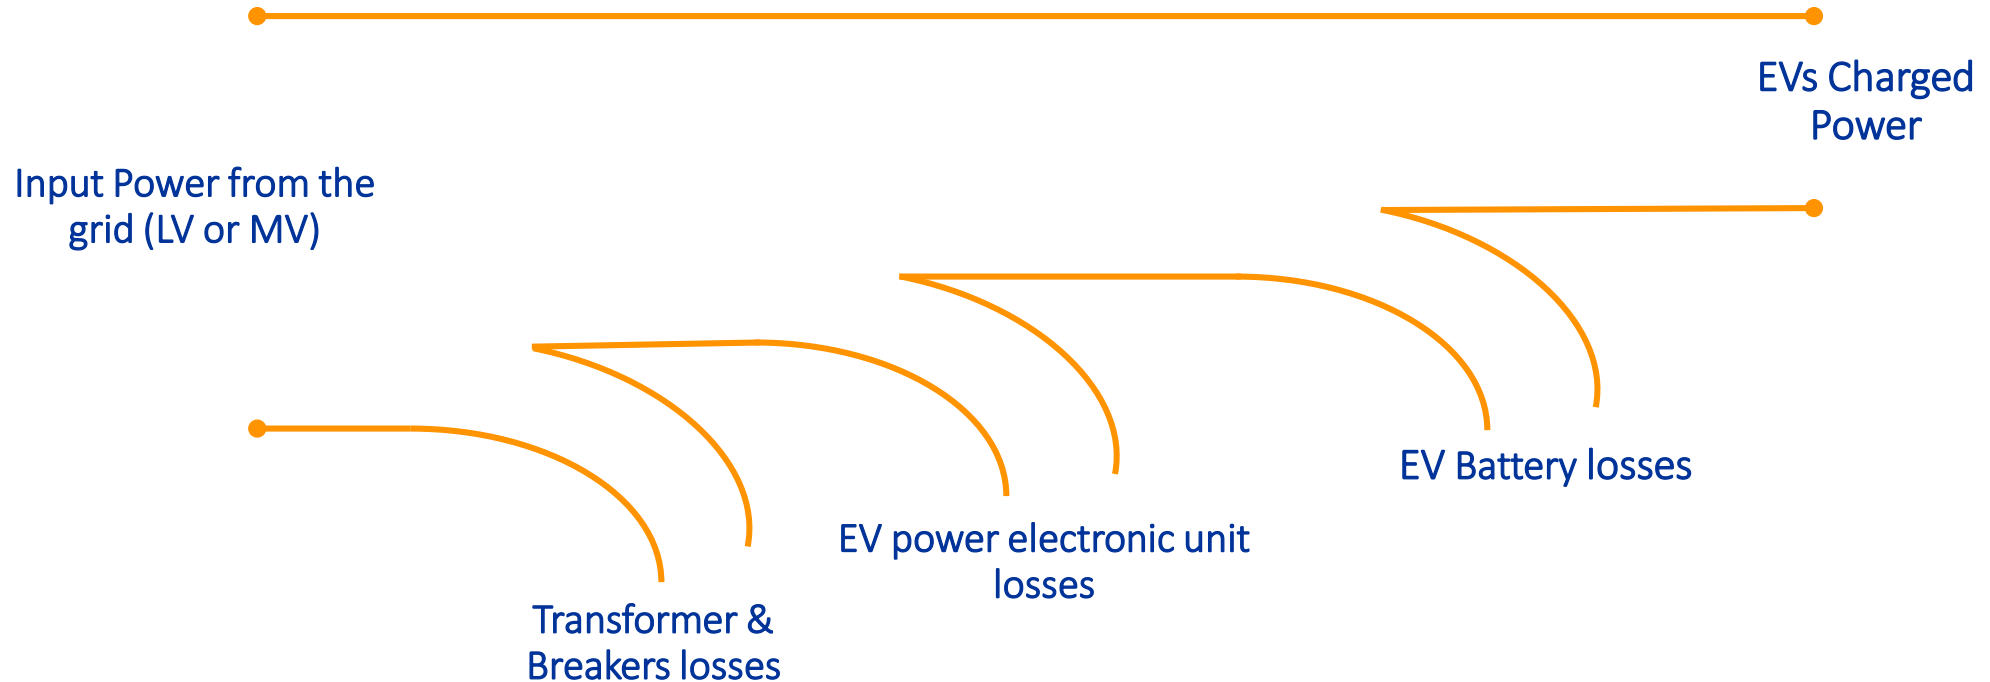 EVs Charged
Power
Input Power from the
grid (LV or MV)
EV Battery losses
EV power electronic unit
losses
Transformer &
Breakers losses